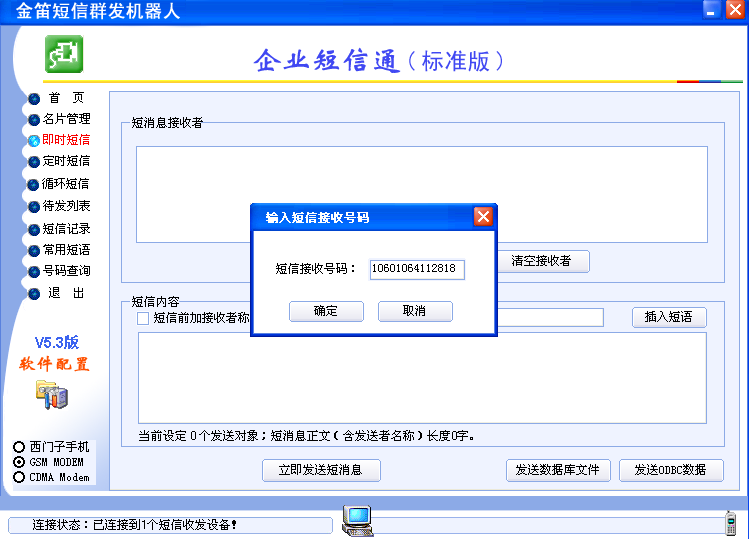 金笛短信群发机器人
企业短信通（标准版）
首 页
名片管理
即时短信
定时短信
循环短信
待发列表
短信记录
常用短语
号码查询
退 出
V5.3版
软件配置
西门子手机
GSM MODEM
CDMA Modem
短消息接收者
清空接收者
输入短信接收号码
短信接收号码：
10601064112818
确定
取消
短信内容
短信前加接收者称
插入短语
当前设定 0个发送对象；短消息正文（含发送者名称）长度0字。
立即发送短消息
发送数据库文件
发送ODBC数据
连接状态：已连接到1个短信收发设备！